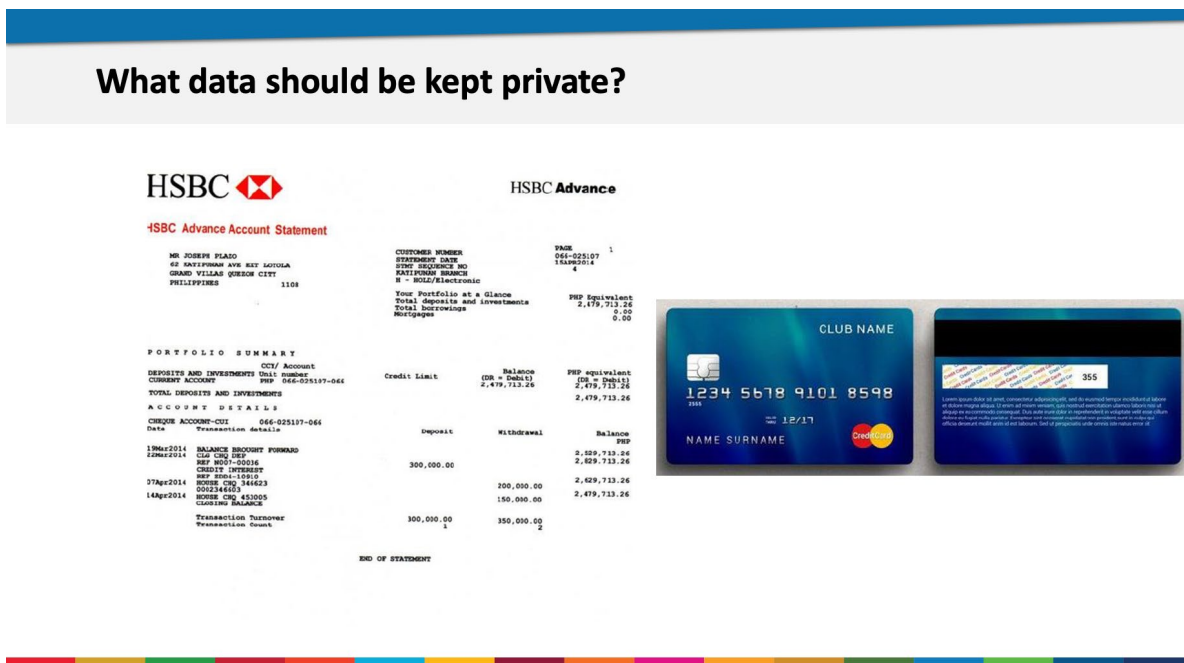 What data should be kept private?
HSBC
HSBC Advance
HSBC Advance Account Statement
MR JOSEPH PLAZO
62 KATIPUNAN AVE EXT LOYOLA
GRAND VILLAS QUEZON CITY
PHILIPPINES 1108
CUSTOMER NUMBER 066-025107
STATEMENT DATE 15APR2014
STMT SEQUENCE NO 4
KATIPUNAN BRANCH
H - HOLD/Electronic
PAGE 1
Your Portfolio at a Glance PHP Equivalent
Total deposits and investments 2,479,713.26
Total borrowings 0.00
Mortgages 0.00
PORTFOLIO SUMMARY
CCY/ Account
DEPOSITS AND INVESTMENTS Unit number
Credit Limit
Balance
(DR = Debit)
PHP equivalent
(DR = Debit)
CURRENT ACCOUNT PHP 066-025107-066 2,479,713.26 2,479,713.26
TOTAL DEPOSITS AND INVESTMENTS 2,479,713.26
ACCOUNT DETAILS
CHEQUE ACCOUNT-CUI 066-025107-066
Date Transaction details Deposit Withdrawal Balance
PHP
19Mar2014 BALANCE BROUGHT FORWARD 2,529,713.26
22Mar2014 CLG CHQ DEP 300,000.00 2,829,713.26
REF N007-00036
CREDIT INTEREST
07Apr2014 HOUSE CHQ 346623 200,000.00 2,629,713.26
0002346603
14Apr2014 HOUSE CHQ 453005 150,000.00 2,479,713.26
CLOSING BALANCE
Transaction Turnover 300,000.00 350,000.00
Transaction Count 1 2
END OF STATEMENT
CLUB NAME
1234 5678 9101 8598
2555
VALID THRU 12/17
NAME SURNAME
CreditCard
355